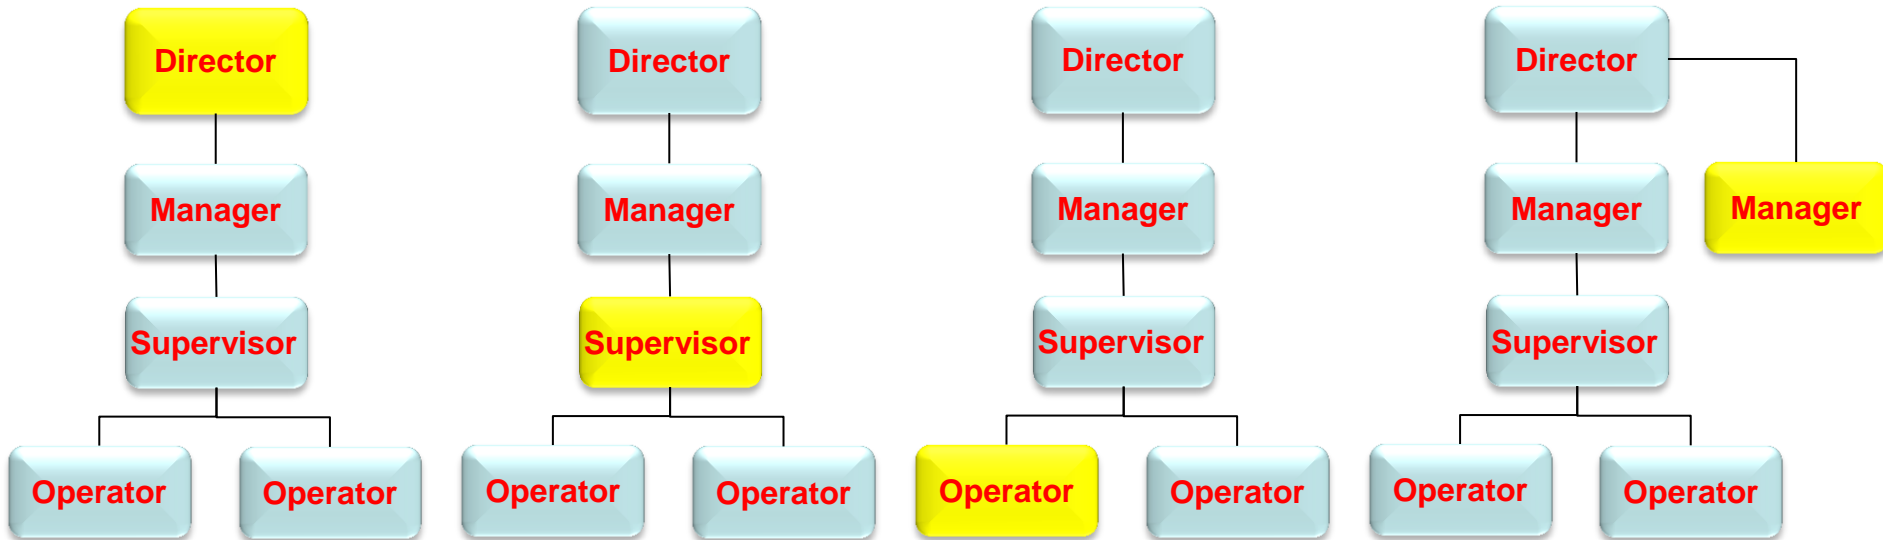 Director
Manager
Supervisor
Operator
Operator
Director
Manager
Supervisor
Operator
Operator
Director
Manager
Supervisor
Operator
Operator
Director
Manager
Manager
Supervisor
Operator
Operator